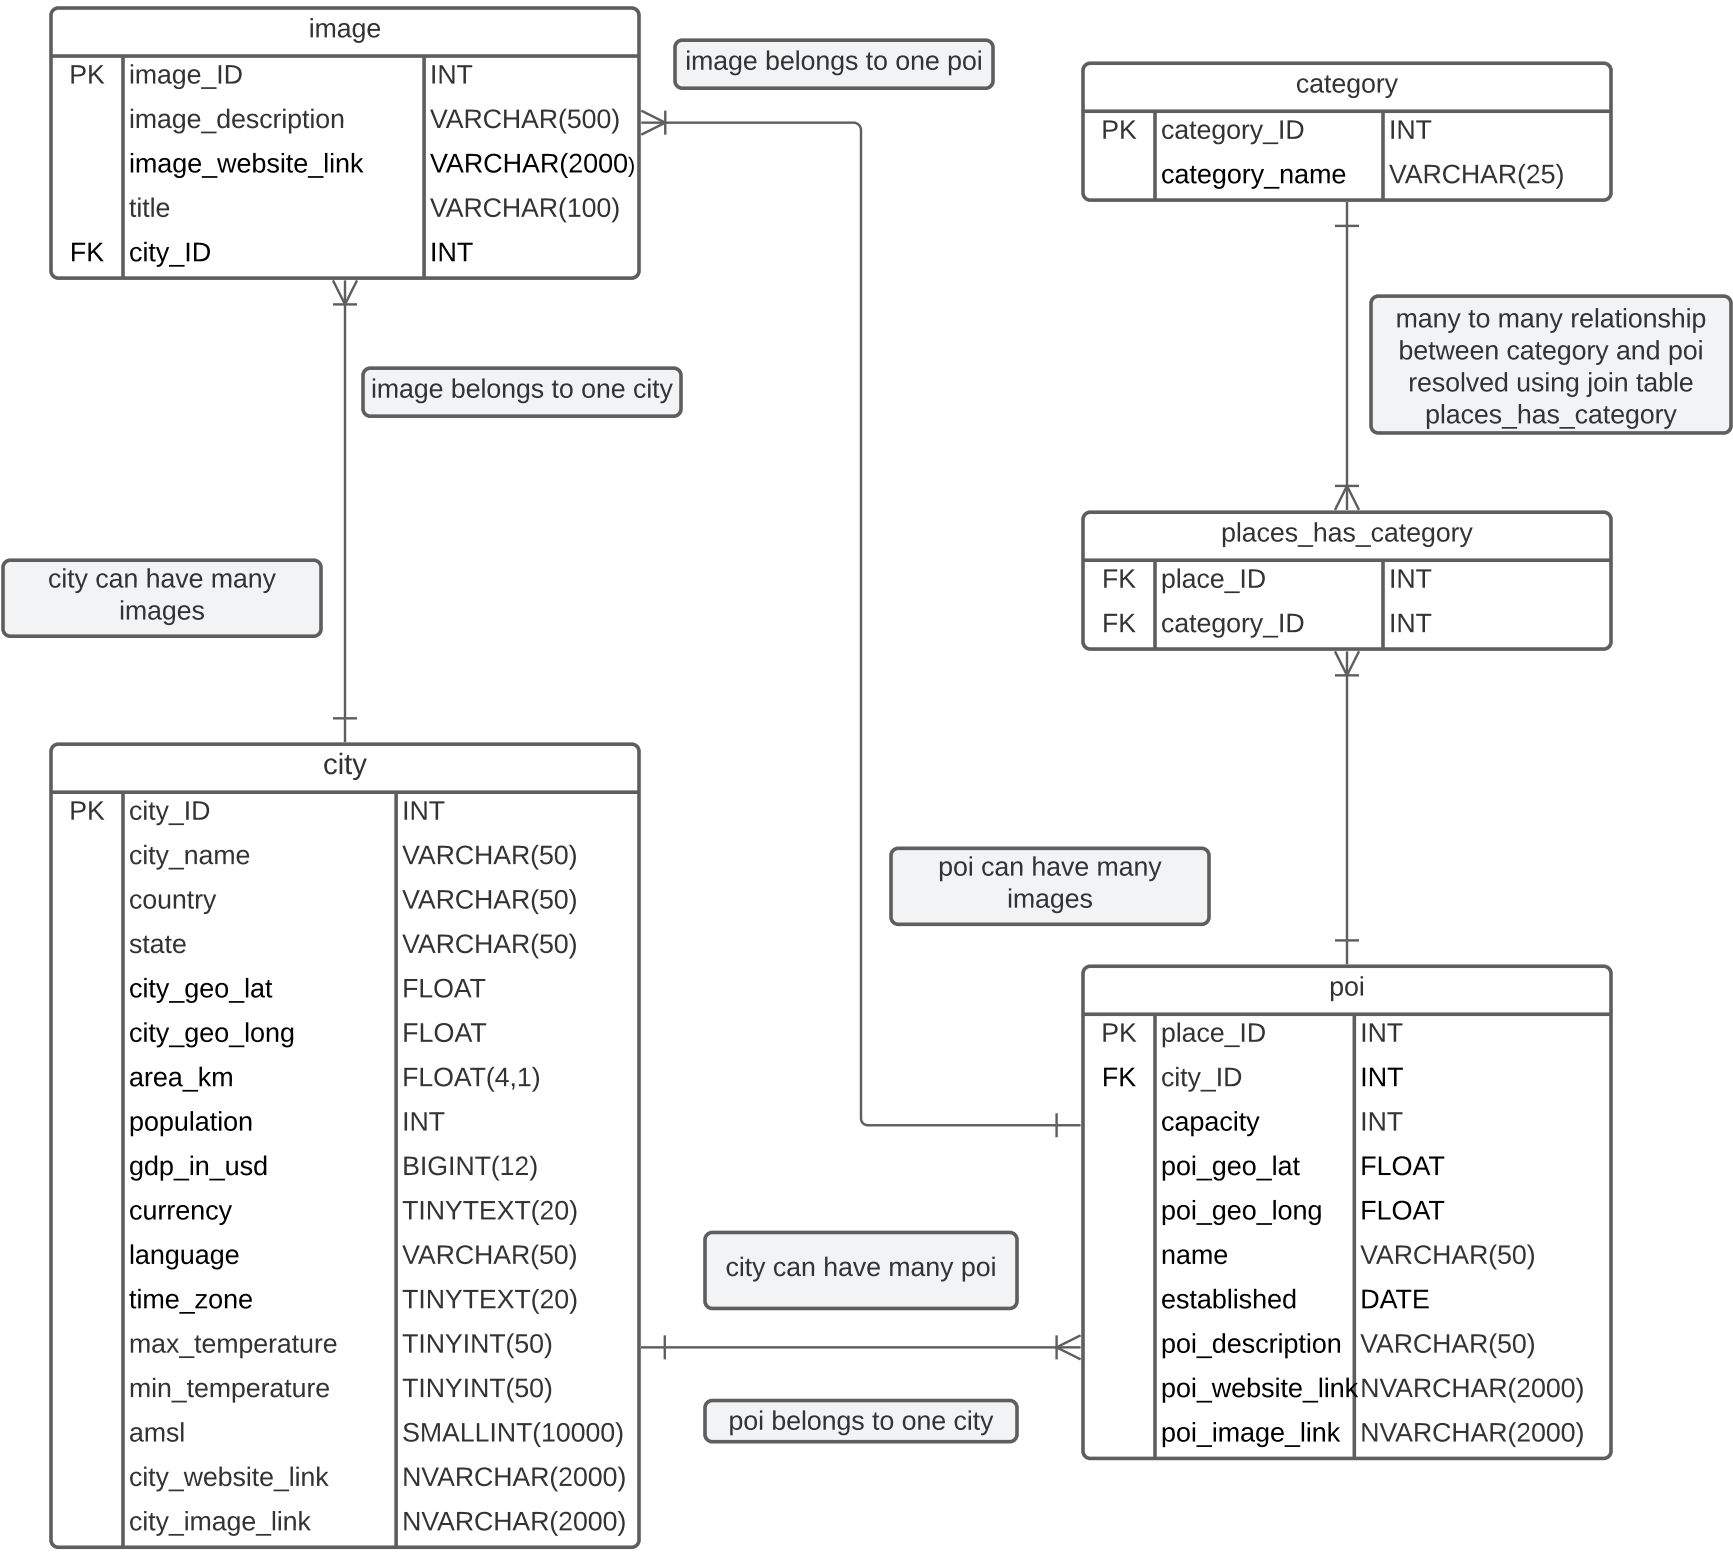 image
PK image_ID INT
image_description VARCHAR(500)
image_website_link VARCHAR(2000)
title VARCHAR(100)
FK city_ID INT
image belongs to one poi
category
PK category_ID INT
category_name VARCHAR(25)
many to many relationship
between category and poi
resolved using join table
places_has_category
image belongs to one city
places_has_category
FK place_ID INT
FK category_ID INT
city can have many
images
city
PK city_ID INT
city_name VARCHAR(50)
country VARCHAR(50)
state VARCHAR(50)
city_geo_lat FLOAT
city_geo_long FLOAT
area_km FLOAT(4,1)
population INT
gdp_in_usd BIGINT(12)
currency TINYTEXT(20)
language VARCHAR(50)
time_zone TINYTEXT(20)
max_temperature TINYINT(50)
min_temperature TINYINT(50)
amsl SMALLINT(10000)
city_website_link NVARCHAR(2000)
city_image_link NVARCHAR(2000)
poi can have many
images
poi
PK place_ID INT
FK city_ID INT
capacity INT
poi_geo_lat FLOAT
poi_geo_long FLOAT
name VARCHAR(50)
established DATE
poi_description VARCHAR(50)
poi_website_link NVARCHAR(2000)
poi_image_link NVARCHAR(2000)
city can have many poi
poi belongs to one city